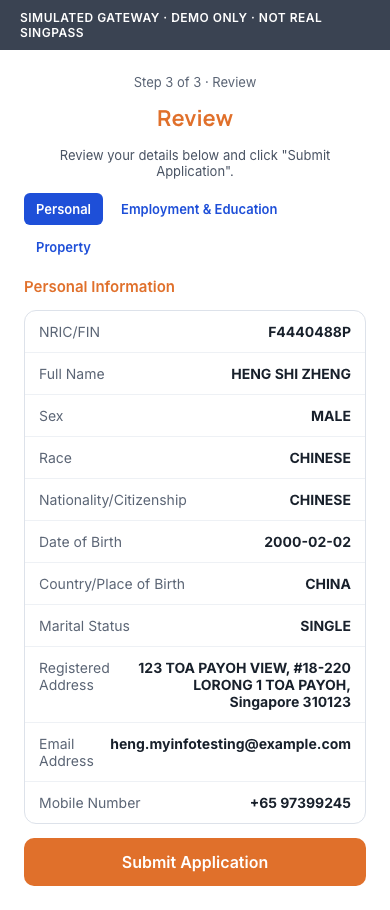 SIMULATED GATEWAY · DEMO ONLY · NOT REAL
SINGPASS
Step 3 of 3 · Review
Review
Review your details below and click "Submit
Application".
Personal Employment & Education
Property
Personal Information
NRIC/FIN F4440488P
Full Name HENG SHI ZHENG
Sex MALE
Race CHINESE
Nationality/Citizenship CHINESE
Date of Birth 2000-02-02
Country/Place of Birth CHINA
Marital Status SINGLE
Registered 123 TOA PAYOH VIEW, #18-220
Address LORONG 1 TOA PAYOH,
Singapore 310123
Email heng.myinfotesting@example.com
Address
Mobile Number +65 97399245
Submit Application